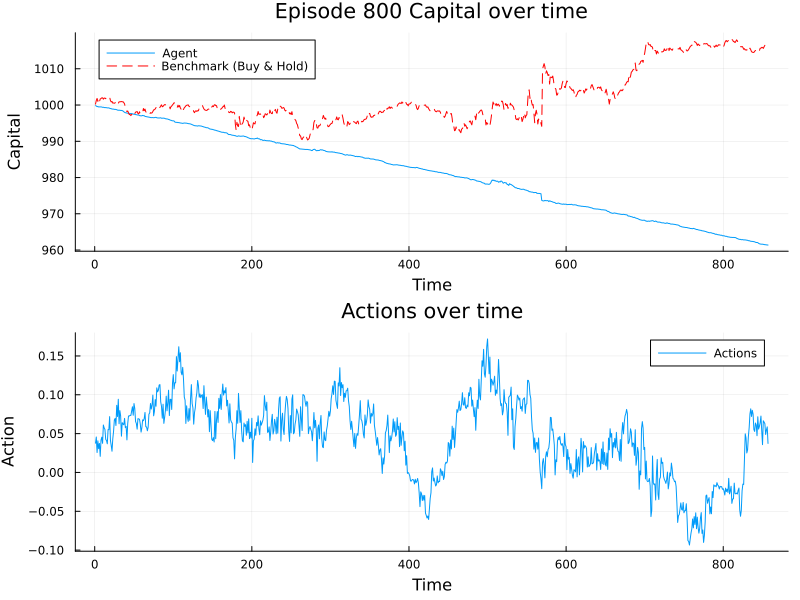 Episode 800 Capital over time
Agent
Benchmark (Buy & Hold)
1010
1000
990
980
970
960
Capital
0
200
400
600
800
Time
Actions over time
Actions
0.15
0.10
0.05
0.00
−0.05
−0.10
Action
0
200
400
600
800
Time